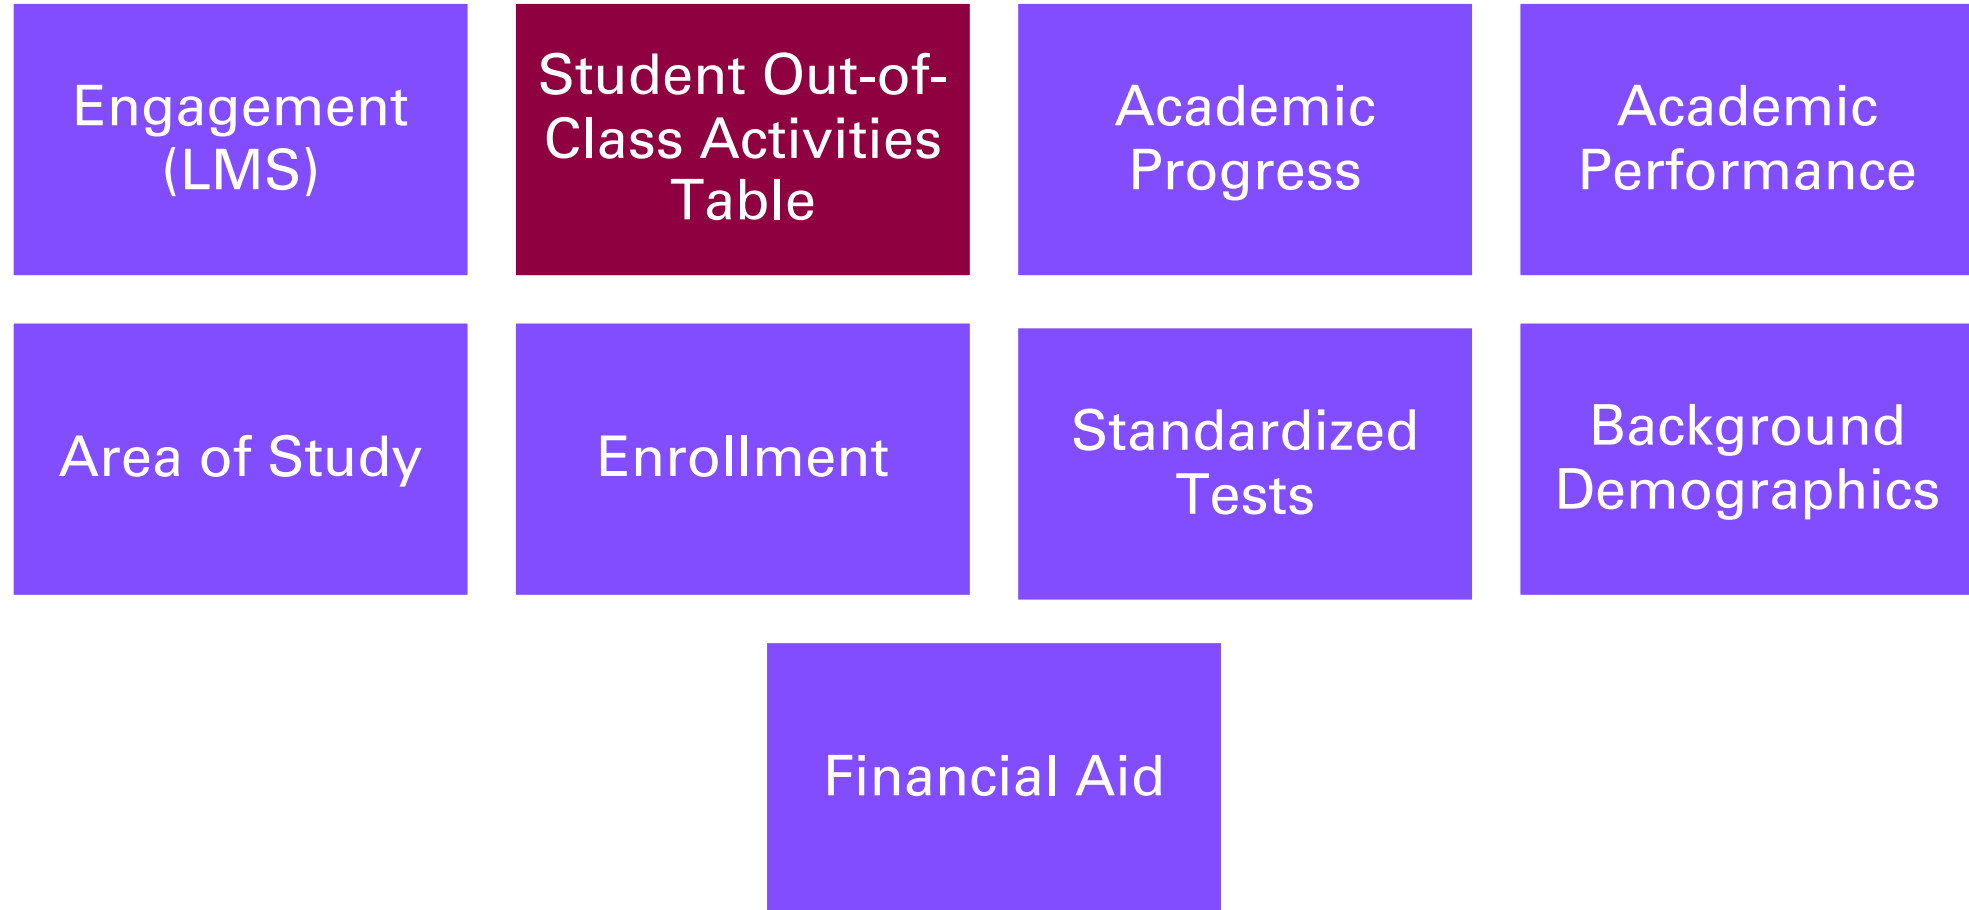 Engagement
(LMS)
Student Out-of-
Class Activities
Table
Academic
Progress
Academic
Performance
Area of Study
Enrollment
Standardized
Tests
Background
Demographics
Financial Aid